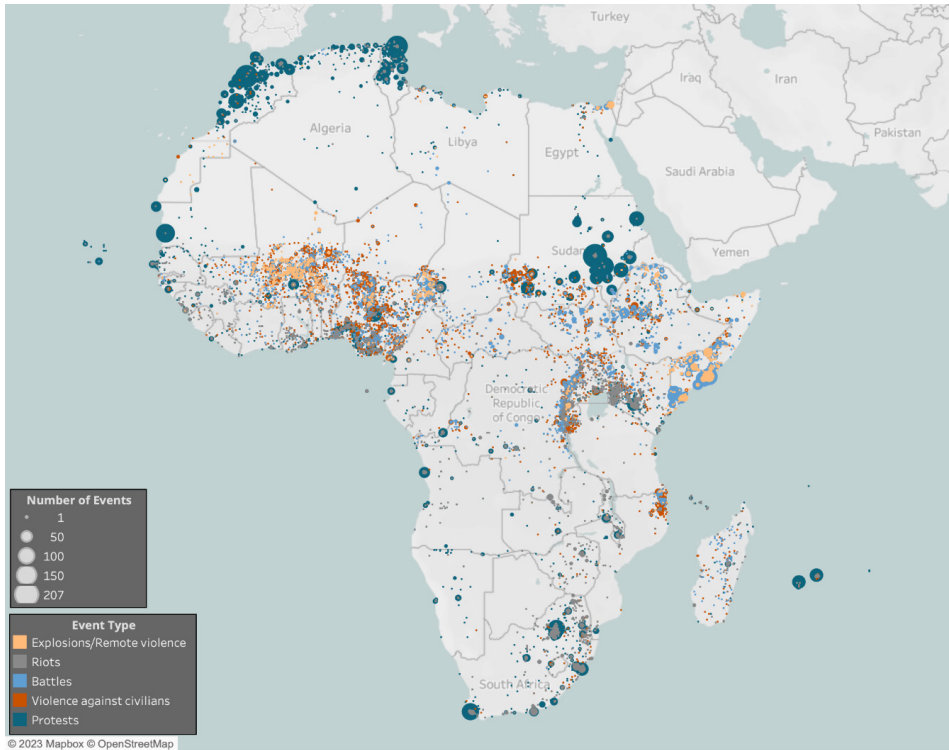 Turkey
Iraq
Iran
Pakistan
Algeria
Libya
Egypt
Saudi Arabia
Sudan
Yemen
Democratic
Republic
of Congo
South Africa
Number of Events
1
50
100
150
207
Event Type
Explosions/Remote violence
Riots
Battles
Violence against civilians
Protests
© 2023 Mapbox © OpenStreetMap